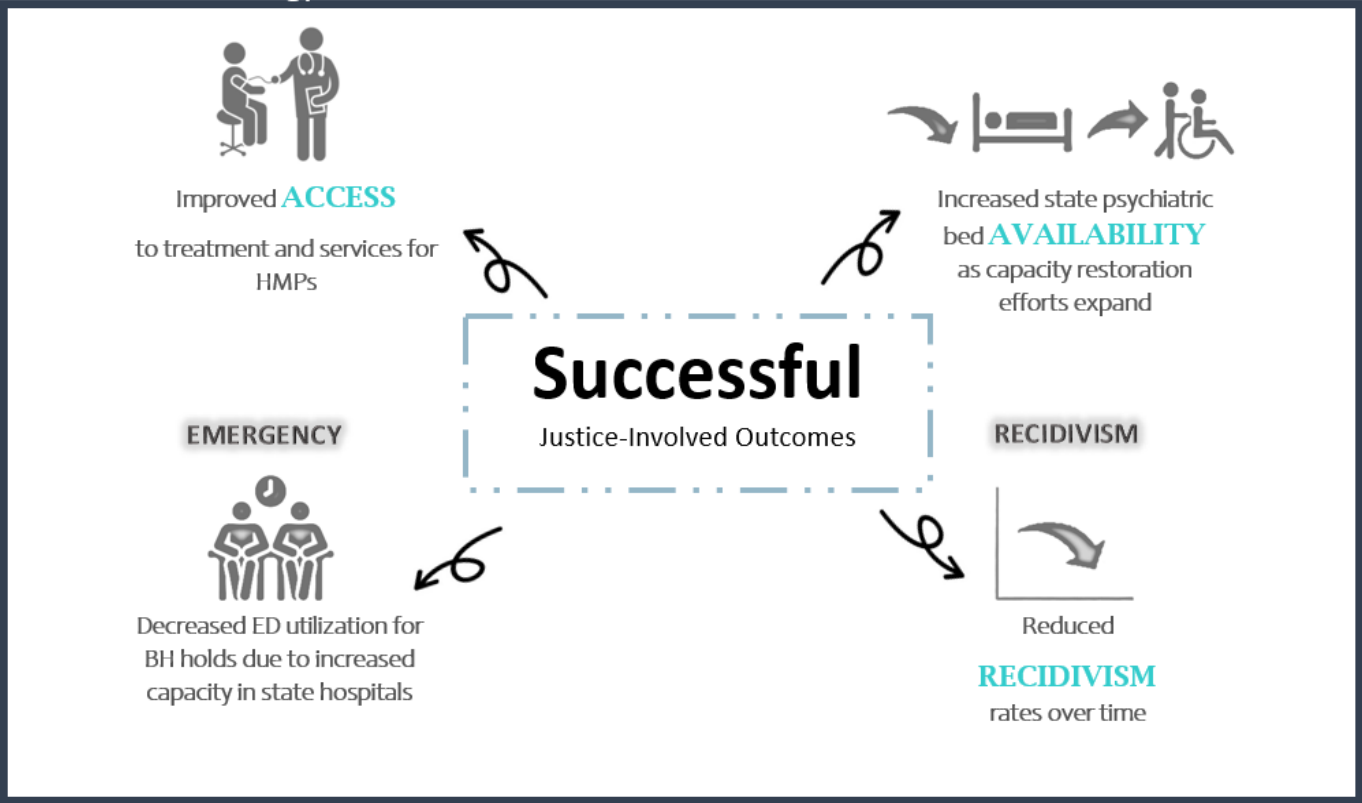 Improved ACCESS
to treatment and services for
HMPs
Increased state psychiatric
bed AVAILABILITY
as capacity restoration
efforts expand
Successful
Justice-Involved Outcomes
EMERGENCY
Decreased ED utilization for
BH holds due to increased
capacity in state hospitals
RECIDIVISM
Reduced
RECIDIVISM
rates over time